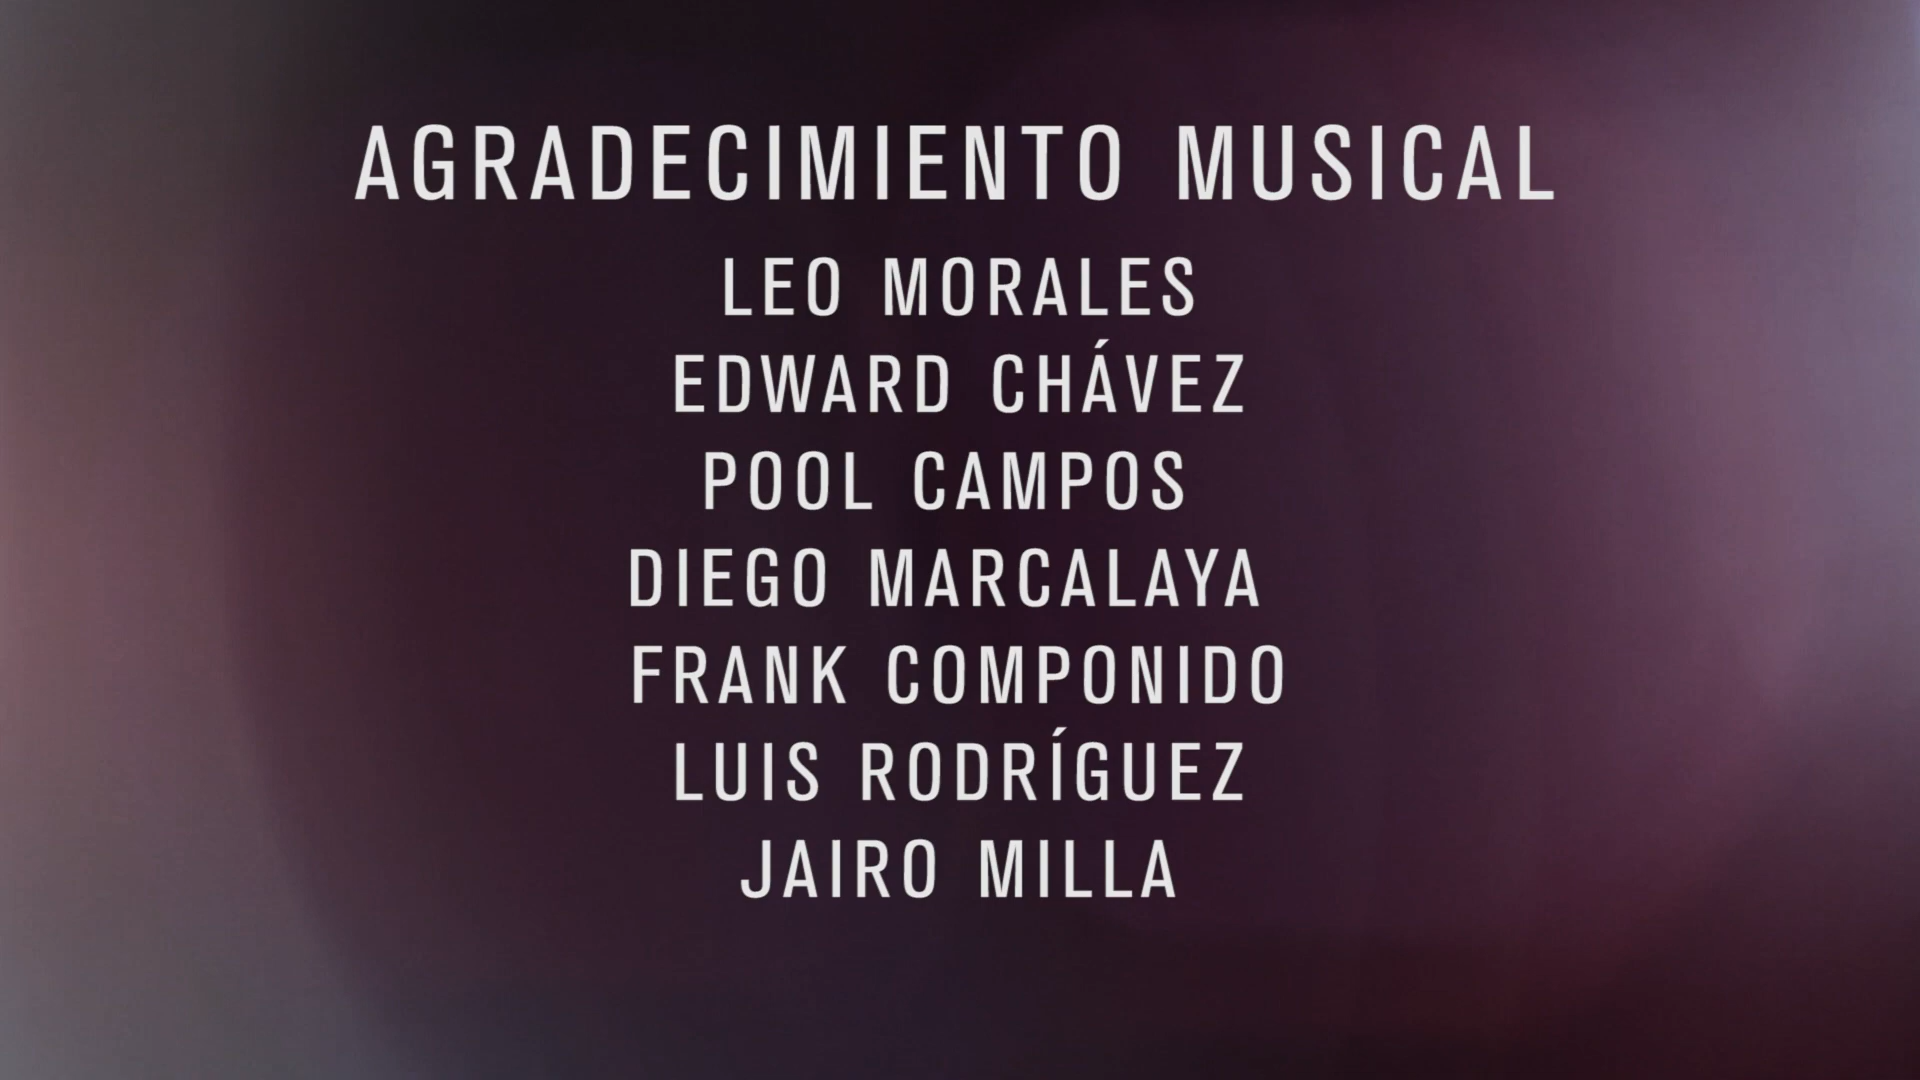 AGRADECIMIENTO MUSICAL
LEO MORALES
EDWARD CHÁVEZ
POOL CAMPOS
DIEGO MARCALAYA
FRANK COMPONIDO
LUIS RODRÍGUEZ
JAIRO MILLA